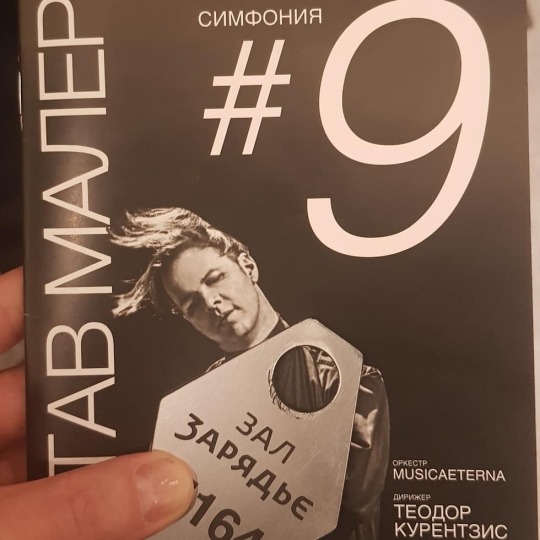 СИМФОНИЯ
#9
ТАВ МАЛЕР
ЗАЛ
ЗАРЯДЬЕ
164
ОРКЕСТР
MUSICAETERNA
ДИРИЖЕР
ТЕОДОР
КУРЕНТЗИС